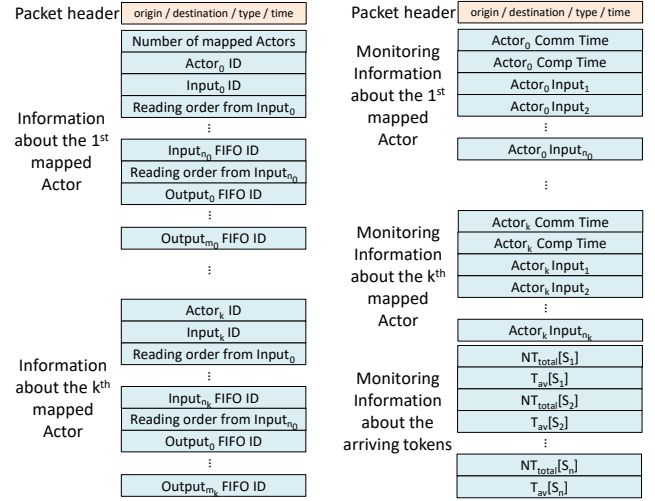 Packet header
origin / destination / type / time
Number of mapped Actors
Actor₀ ID
Input₀ ID
Reading order from Input₀
⋮
Information
about the 1st
mapped
Actor
Inputₙ₀ FIFO ID
Reading order from Inputₙ₀
Output₀ FIFO ID
⋮
Outputₘ₀ FIFO ID
⋮
Actorₖ ID
Inputₖ ID
Reading order from Input₀
⋮
Information
about the kth
mapped
Actor
Inputₙₖ FIFO ID
Reading order from Inputₙ₀
Output₀ FIFO ID
⋮
Outputₘₖ FIFO ID
origin / destination / type / time
Packet header
Monitoring
Information
about the 1st
mapped
Actor
Actor₀ Comm Time
Actor₀ Comp Time
Actor₀ Input₁
Actor₀ Input₂
⋮
Actor₀ Inputₙ₀
⋮
Monitoring
Information
about the kth
mapped
Actor
Actorₖ Comm Time
Actorₖ Comp Time
Actorₖ Input₁
Actorₖ Input₂
⋮
Actorₖ Inputₙₖ
Monitoring
Information
about the
arriving tokens
NTtotal[S₁]
Tav[S₁]
NTtotal[S₂]
Tav[S₂]
⋮
NTtotal[Sₙ]
Tav[Sₙ]